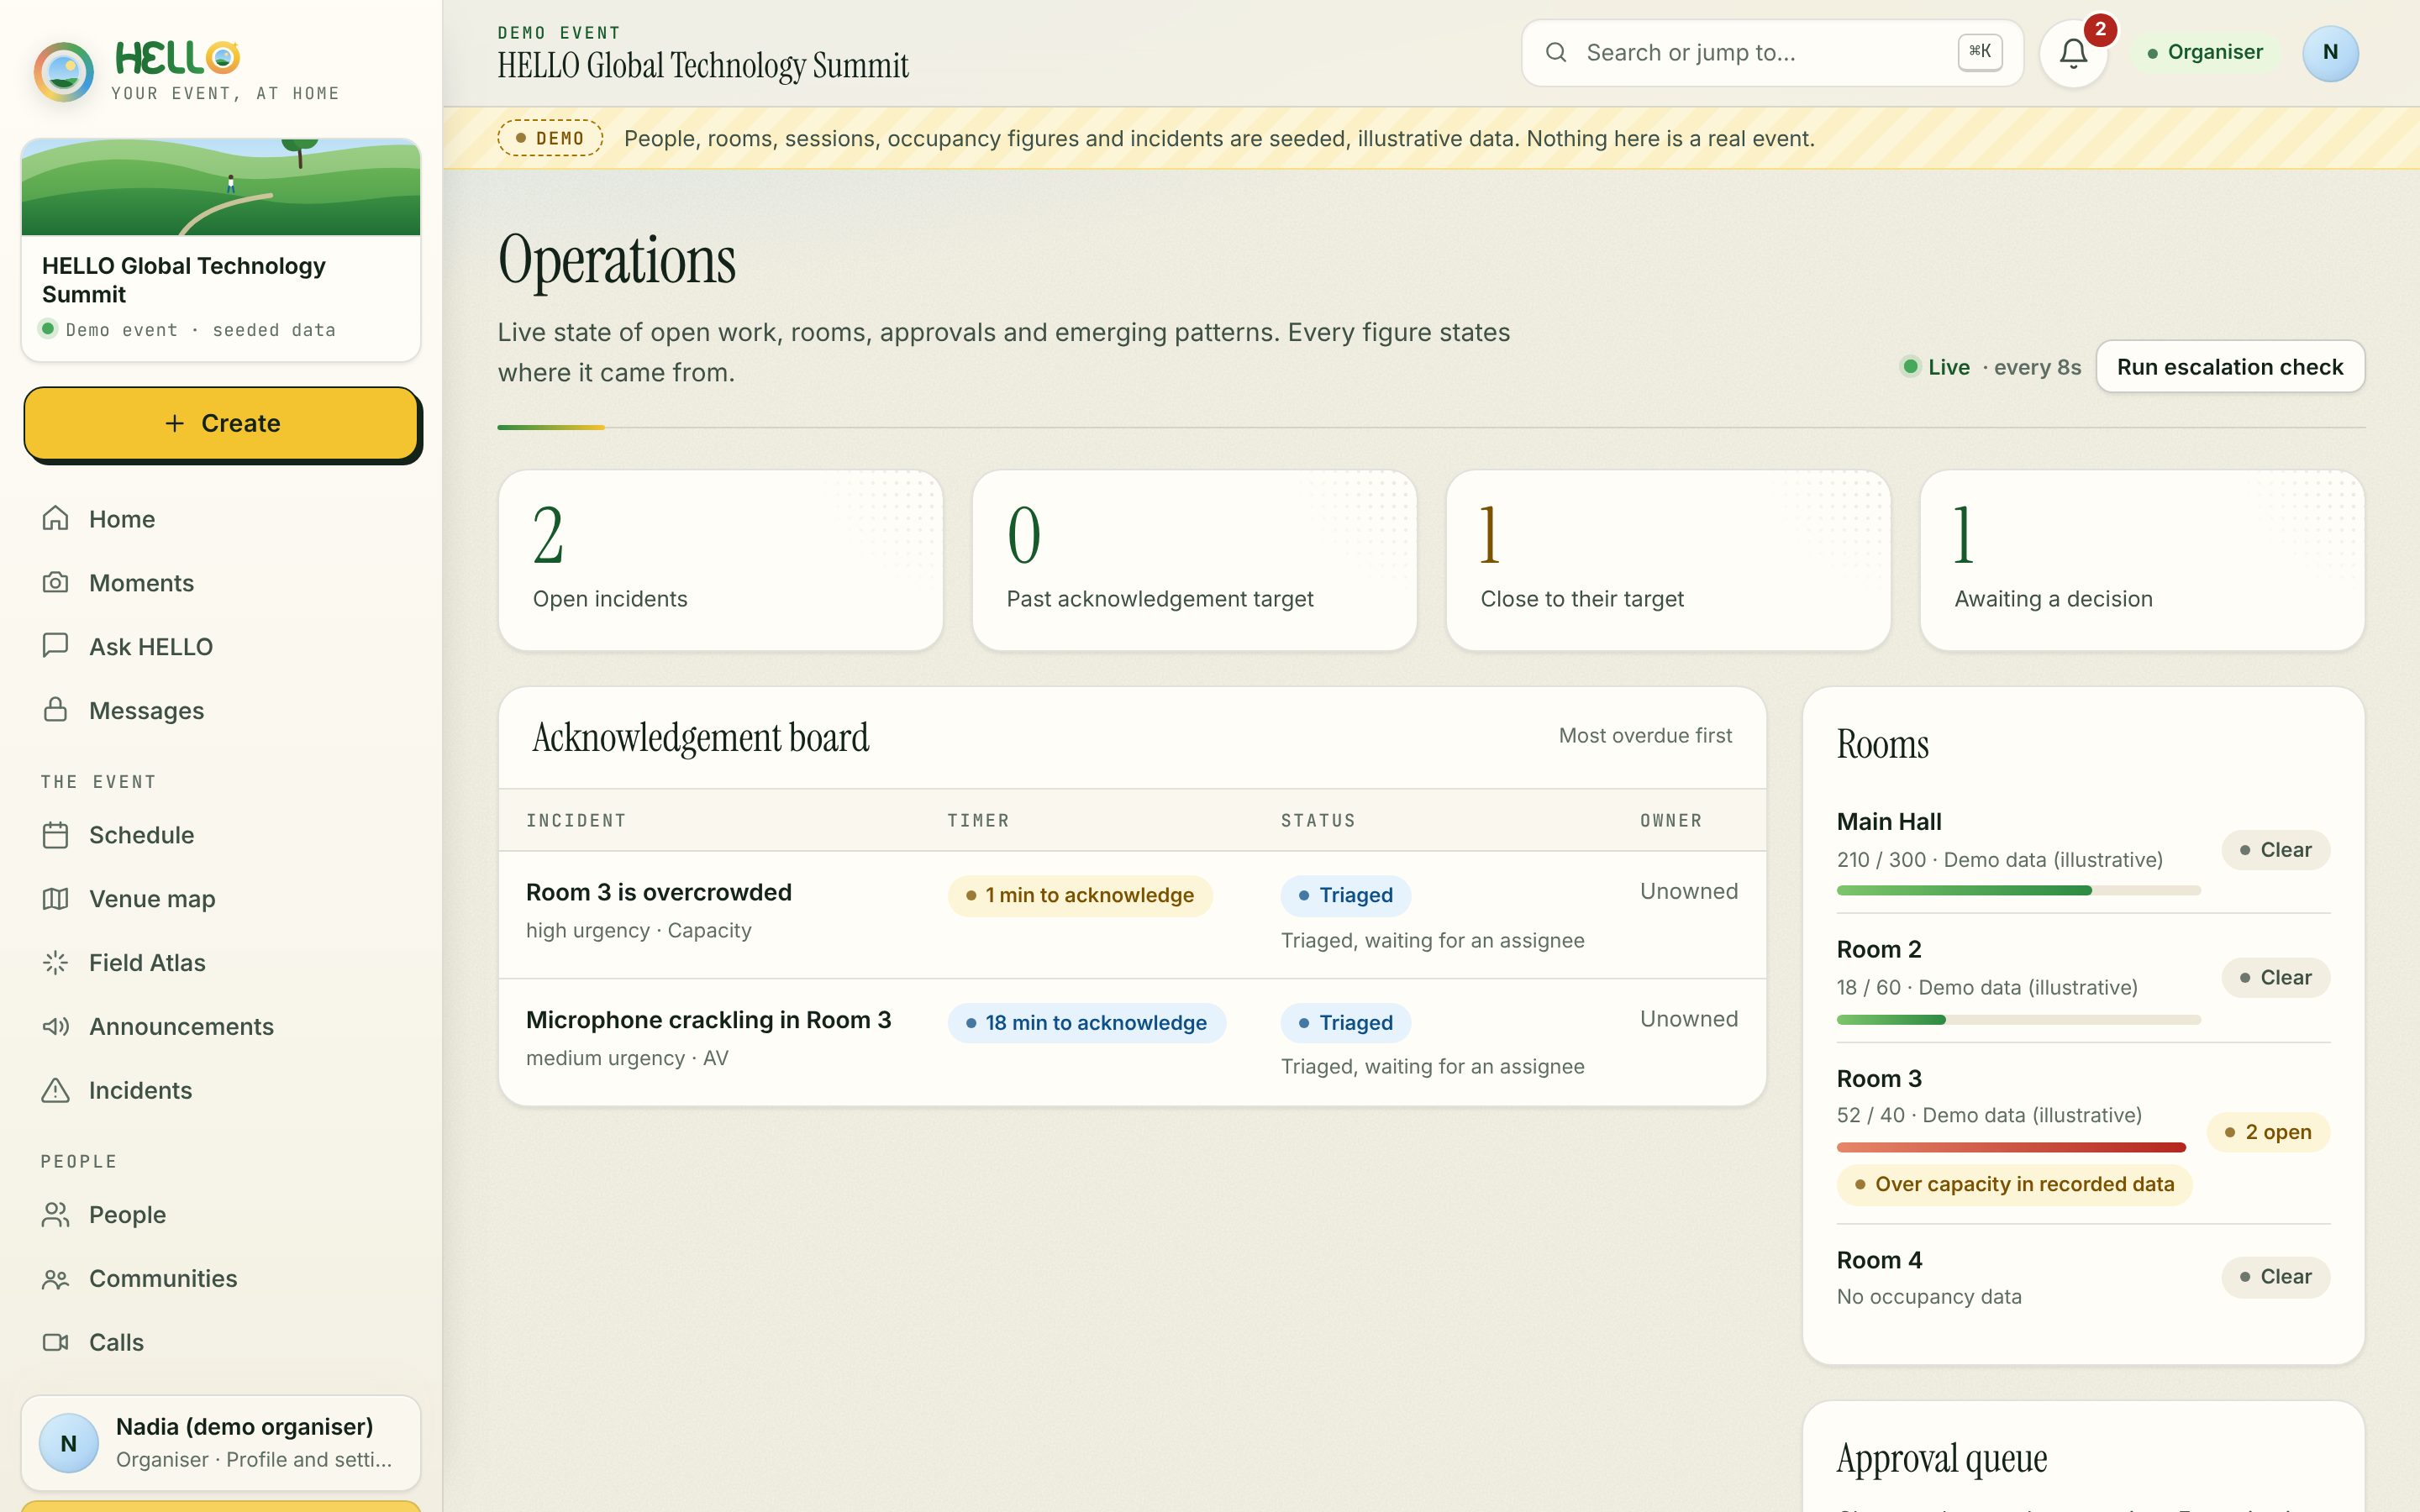 HELLO
YOUR EVENT, AT HOME
HELLO Global Technology
Summit
Demo event · seeded data
+ Create
Home
Moments
Ask HELLO
Messages
THE EVENT
Schedule
Venue map
Field Atlas
Announcements
Incidents
PEOPLE
People
Communities
Calls
N
Nadia (demo organiser)
Organiser · Profile and setti...
DEMO EVENT
HELLO Global Technology Summit
Search or jump to...
⌘K
2
Organiser
N
DEMO
People, rooms, sessions, occupancy figures and incidents are seeded, illustrative data. Nothing here is a real event.
Operations
Live state of open work, rooms, approvals and emerging patterns. Every figure states
where it came from.
Live · every 8s
Run escalation check
2
Open incidents
0
Past acknowledgement target
1
Close to their target
1
Awaiting a decision
Acknowledgement board
Most overdue first
INCIDENT TIMER STATUS OWNER
Room 3 is overcrowded
high urgency · Capacity
1 min to acknowledge
Triaged
Triaged, waiting for an assignee
Unowned
Microphone crackling in Room 3
medium urgency · AV
18 min to acknowledge
Triaged
Triaged, waiting for an assignee
Unowned
Rooms
Main Hall
210 / 300 · Demo data (illustrative)
Clear
Room 2
18 / 60 · Demo data (illustrative)
Clear
Room 3
52 / 40 · Demo data (illustrative)
2 open
Over capacity in recorded data
Room 4
No occupancy data
Clear
Approval queue